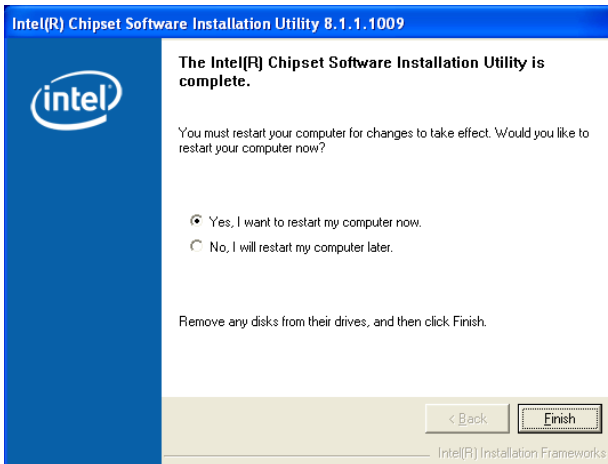 Intel(R) Chipset Software Installation Utility 8.1.1.1009
intel
The Intel(R) Chipset Software Installation Utility is
complete.
You must restart your computer for changes to take effect. Would you like to
restart your computer now?
Yes, I want to restart my computer now.
No, I will restart my computer later.
Remove any disks from their drives, and then click Finish.
< Back
Finish
Intel(R) Installation Frameworks